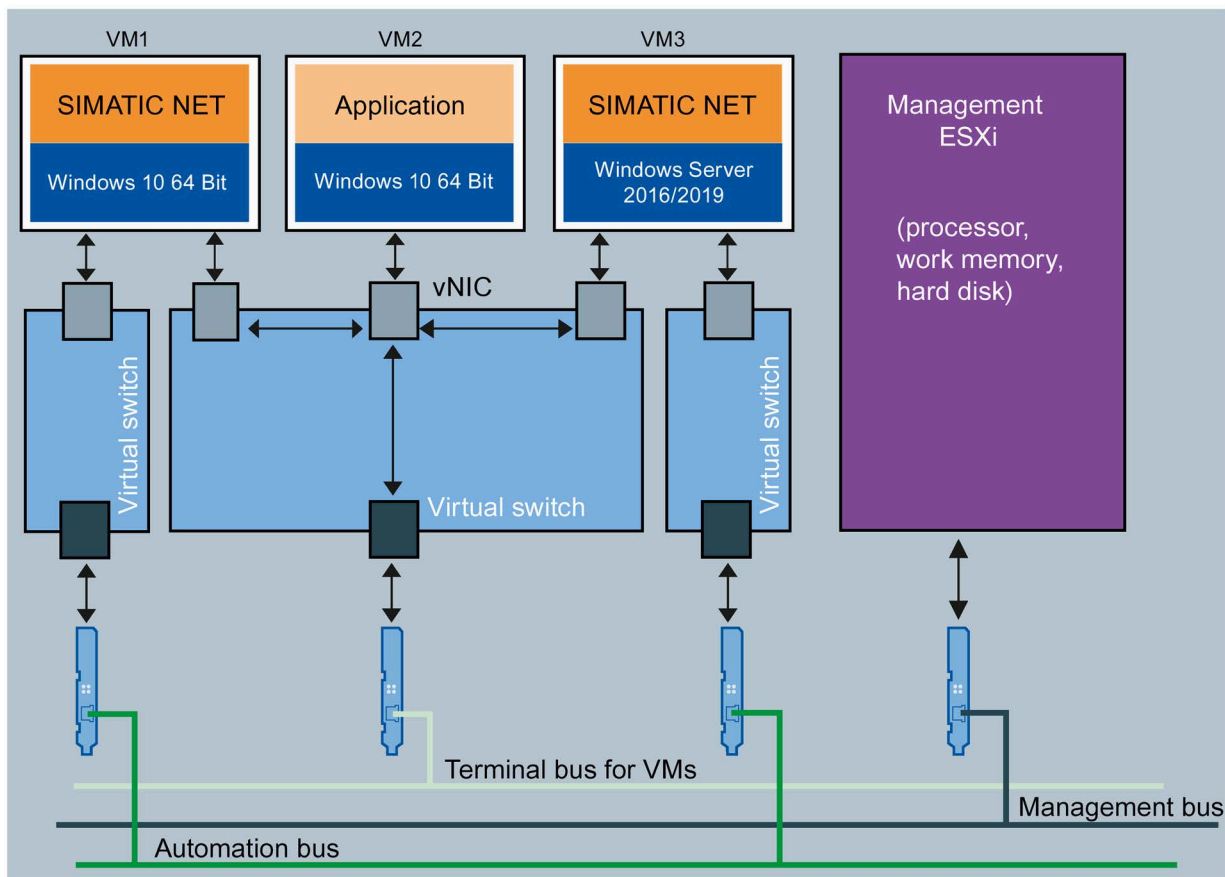 VM1
VM2
VM3
SIMATIC NET
Windows 10 64 Bit
Application
Windows 10 64 Bit
SIMATIC NET
Windows Server
2016/2019
Management
ESXi
(processor,
work memory,
hard disk)
vNIC
Virtual switch
Virtual switch
Virtual switch
Terminal bus for VMs
Management bus
Automation bus